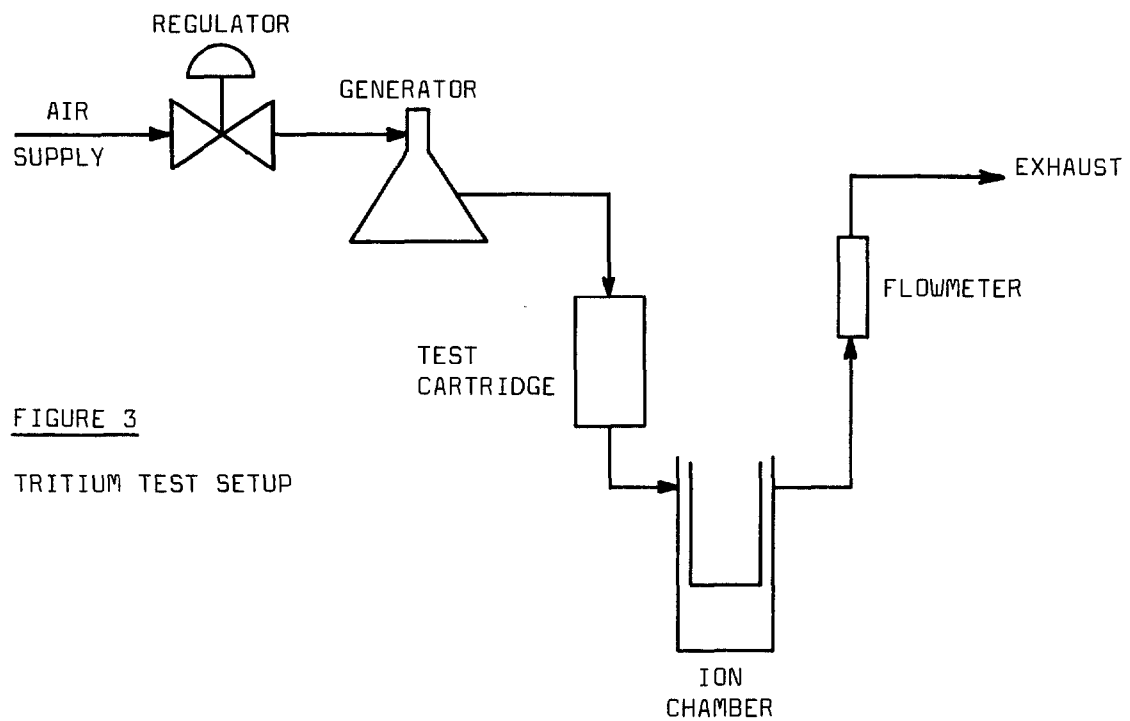 REGULATOR
GENERATOR
AIR
SUPPLY
EXHAUST
FLOWMETER
TEST
CARTRIDGE
FIGURE 3
TRITIUM TEST SETUP
ION
CHAMBER